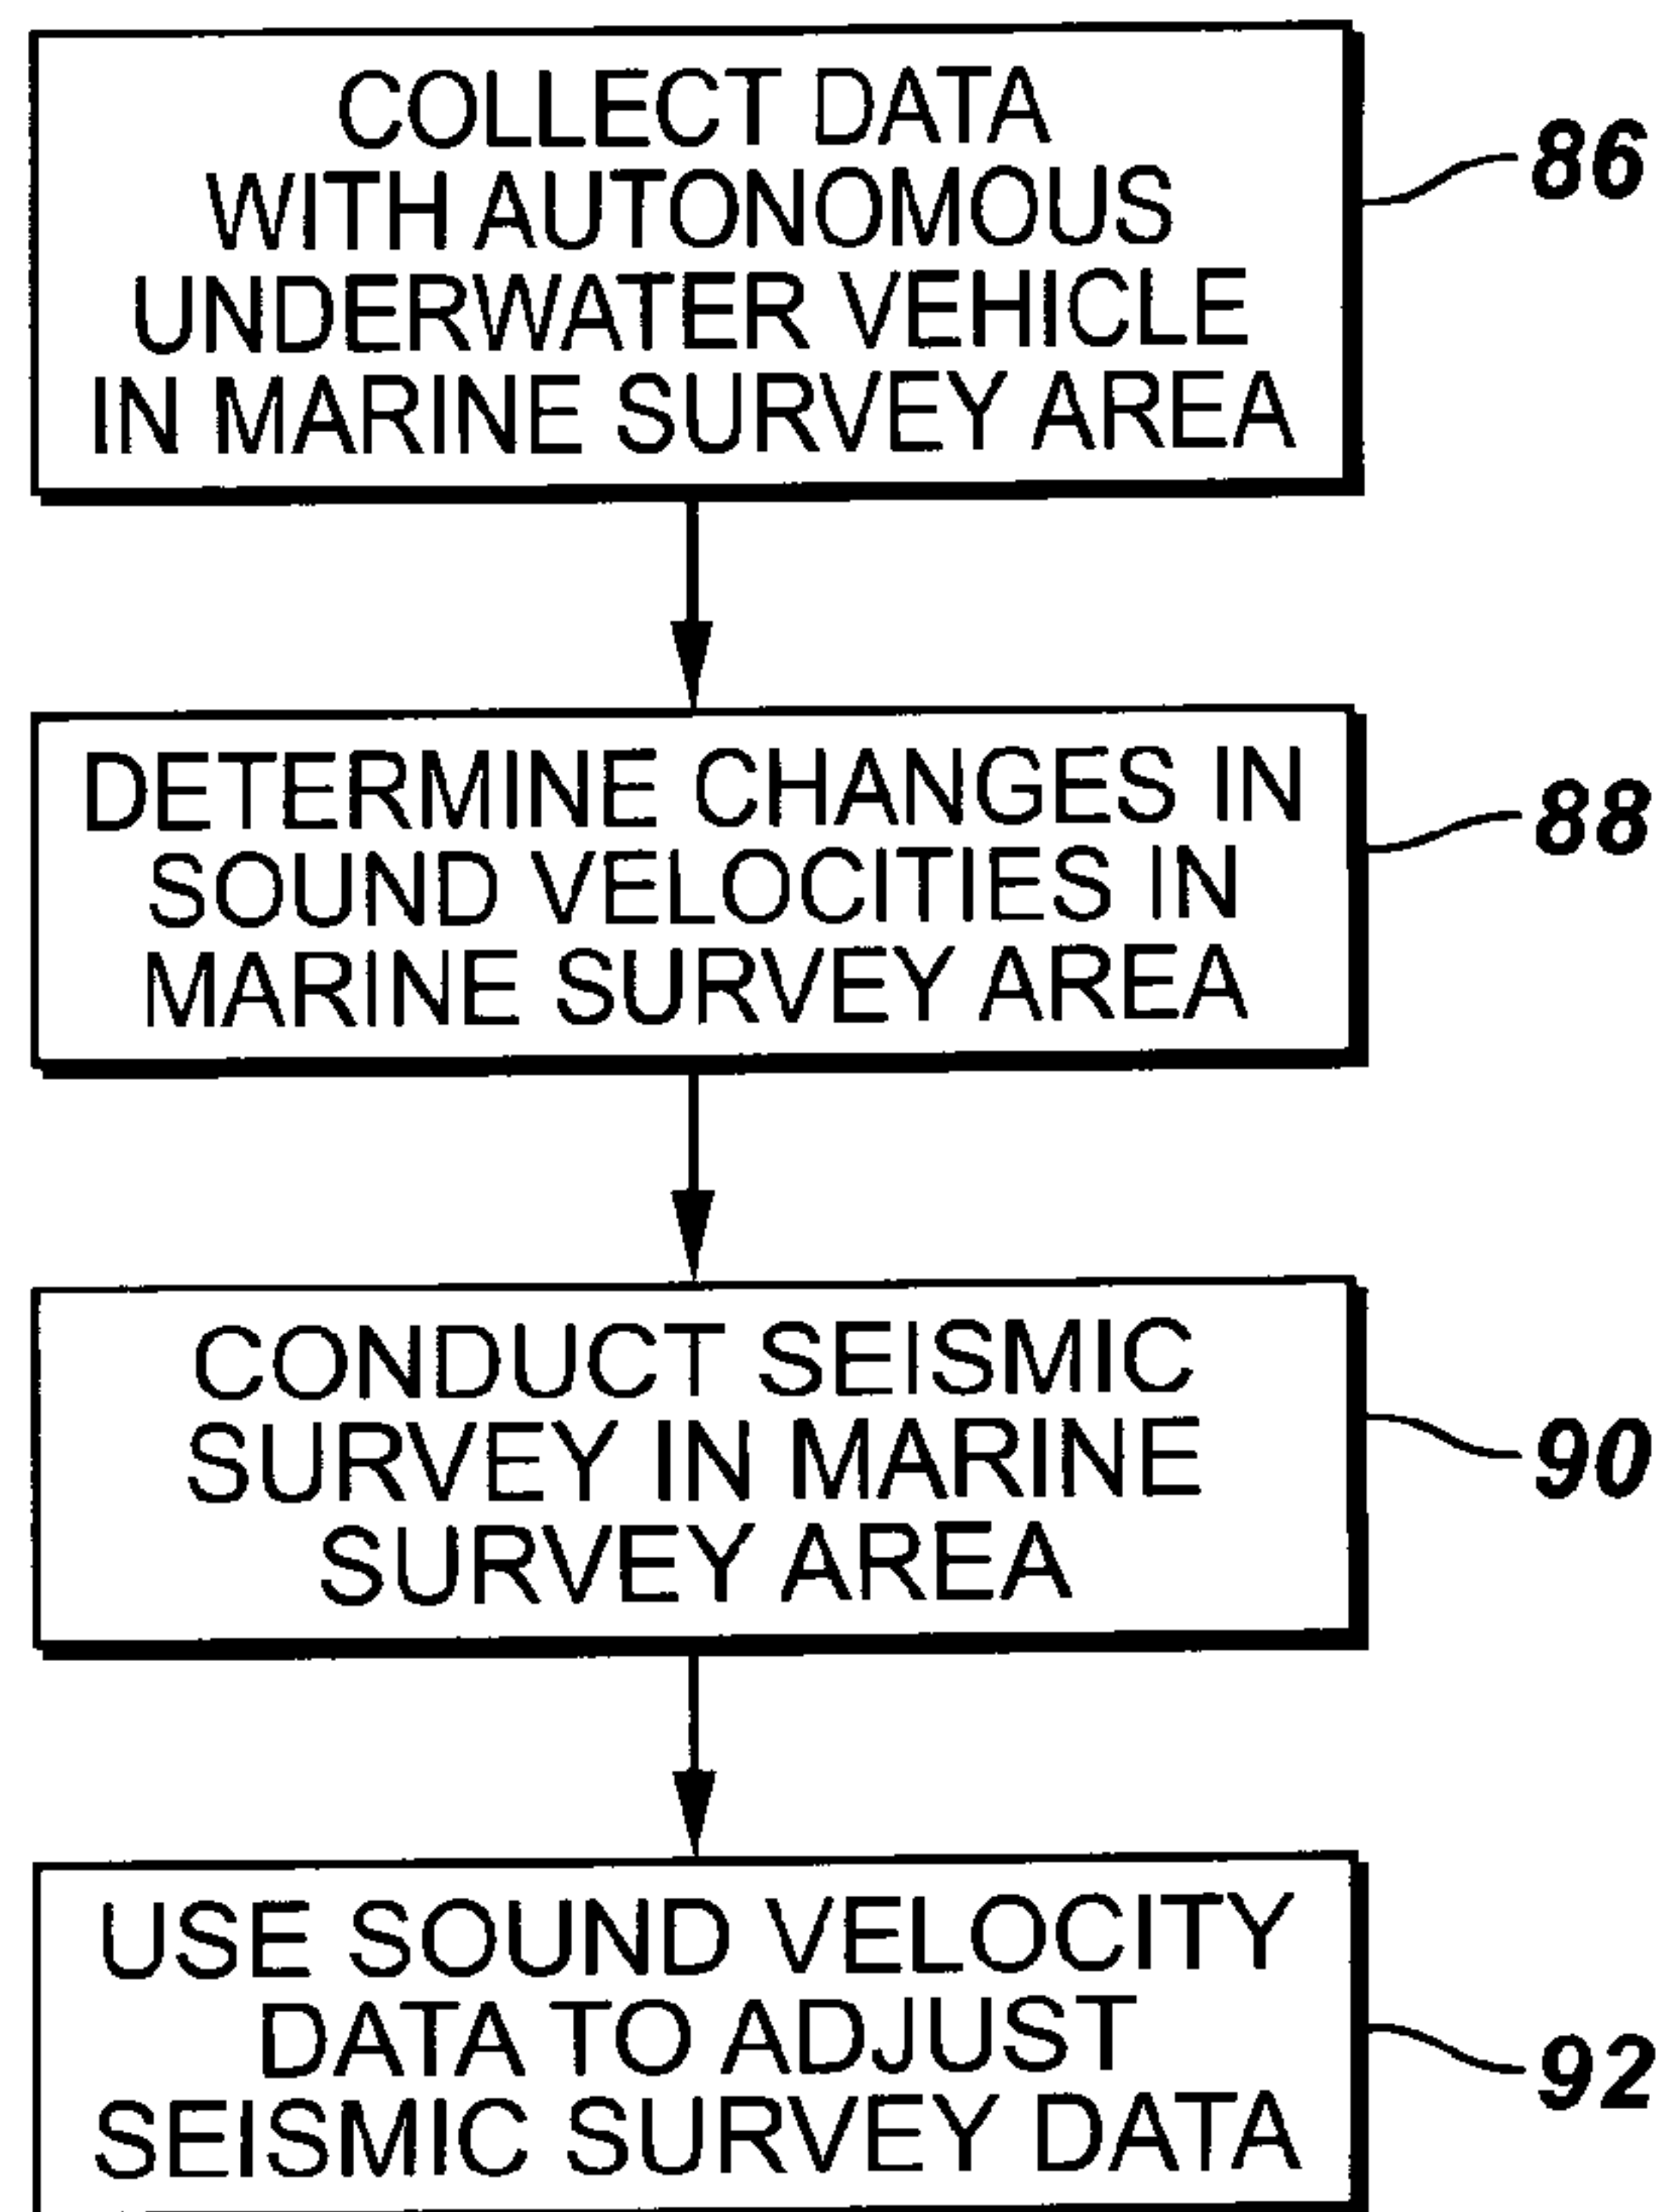 COLLECT DATA
WITH AUTONOMOUS
UNDERWATER VEHICLE
IN MARINE SURVEY AREA
86
DETERMINE CHANGES IN
SOUND VELOCITIES IN
MARINE SURVEY AREA
88
CONDUCT SEISMIC
SURVEY IN MARINE
SURVEY AREA
90
USE SOUND VELOCITY
DATA TO ADJUST
SEISMIC SURVEY DATA
92